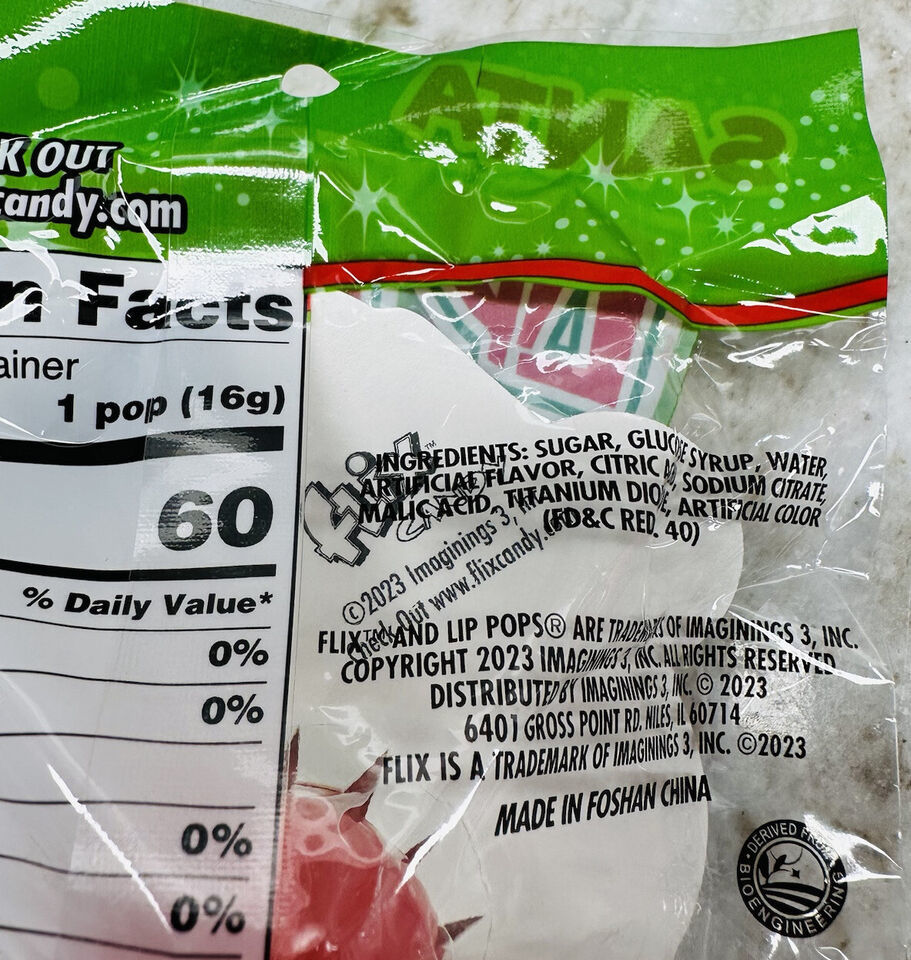 K OUT
candy.com
SANTA
n Facts
ainer
1 pop (16g)
60
% Daily Value*
0%
0%
0%
0%
INGREDIENTS: SUGAR, GLUCOSE SYRUP, WATER,
ARTIFICIAL FLAVOR, CITRIC SODIUM CITRATE,
MALIC ACID, TITANIUM ARTIFICIAL COLOR
(FD&C RED. 40)
©2023 Imaginings 3,
Check Out www.flixcandy.com
FLIX™ AND LIP POPS® ARE TRADEMARKS OF IMAGININGS 3, INC.
COPYRIGHT 2023 IMAGININGS 3, INC. ALL RIGHTS RESERVED
DISTRIBUTED BY IMAGININGS 3, INC. © 2023
6401 GROSS POINT RD. NILES, IL 60714
FLIX IS A TRADEMARK OF IMAGININGS 3, INC. ©2023
MADE IN FOSHAN CHINA
DERIVED FROM
BIOENGINEERING